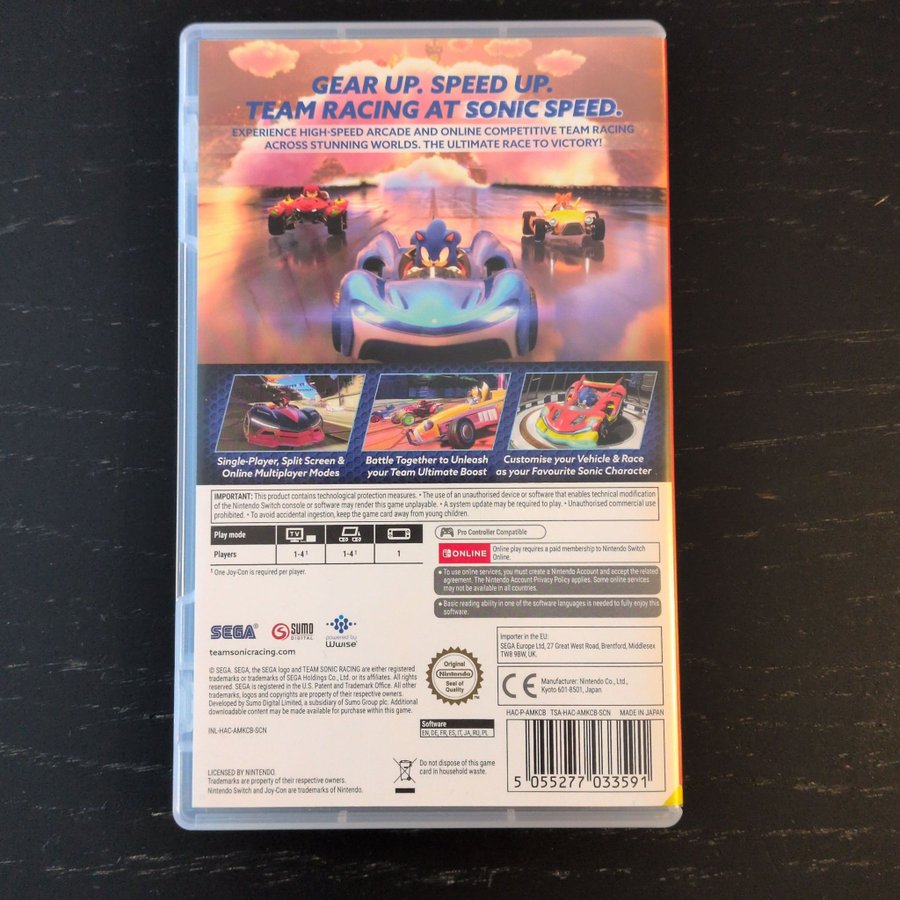 GEAR UP. SPEED UP.
TEAM RACING AT SONIC SPEED.
EXPERIENCE HIGH-SPEED ARCADE AND ONLINE COMPETITIVE TEAM RACING
ACROSS STUNNING WORLDS. THE ULTIMATE RACE TO VICTORY!
Single-Player, Split Screen &
Online Multiplayer Modes
Battle Together to Unleash
your Team Ultimate Boost
Customise your Vehicle & Race
as your Favourite Sonic Character
IMPORTANT: This product contains technological protection measures. • The use of an unauthorised device or software that enables technical modification
of the Nintendo Switch console or software may render this game unplayable. • A system update may be required to play. • Unauthorised commercial use
prohibited. • To avoid accidental ingestion, keep the game card away from young children.
Play mode TV
Players 1-4 ‡ 1-4 ‡ 1
‡ One Joy-Con is required per player.
Pro Controller Compatible
ONLINE
Online play requires a paid membership to Nintendo Switch
Online.
• To use online services, you must create a Nintendo Account and accept the related
agreement. The Nintendo Account Privacy Policy applies. Some online services
may not be available in all countries.
• Basic reading ability in one of the software languages is needed to fully enjoy this
software.
SEGA®
SUMO
DIGITAL
powered by
Wwise
teamsonicracing.com
© SEGA. SEGA, the SEGA logo and TEAM SONIC RACING are either registered
trademarks or trademarks of SEGA Holdings Co., Ltd. or its affiliates. All rights
reserved. SEGA is registered in the U.S. Patent and Trademark Office. All other
trademarks, logos and copyrights are property of their respective owners.
Developed by Sumo Digital Limited, a subsidiary of Sumo Group plc. Additional
downloadable content may be made available for purchase within this game.
INL-HAC-AMKCB-SCN
LICENSED BY NINTENDO.
Trademarks are property of their respective owners.
Nintendo Switch and Joy-Con are trademarks of Nintendo.
Original
Nintendo
Seal of
Quality
Importer in the EU:
SEGA Europe Ltd, 27 Great West Road, Brentford, Middlesex
TW8 9BW, UK.
CE
Manufacturer: Nintendo Co., Ltd.,
Kyoto 601-8501, Japan
HAC-P-AMKCB TSA-HAC-AMKCB-SCN MADE IN JAPAN
Software
EN, DE, FR, ES, IT, JA, RU, PL
Do not dispose of this game
card in household waste.
5 055277 033591